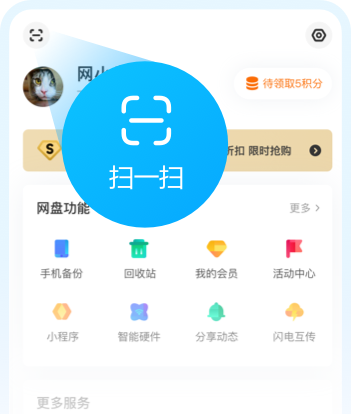 网小
待领取5积分
扫一扫
S
折扣 限时抢购
网盘功能
更多
手机备份
回收站
我的会员
活动中心
小程序
智能硬件
分享动态
闪电互传
更多服务